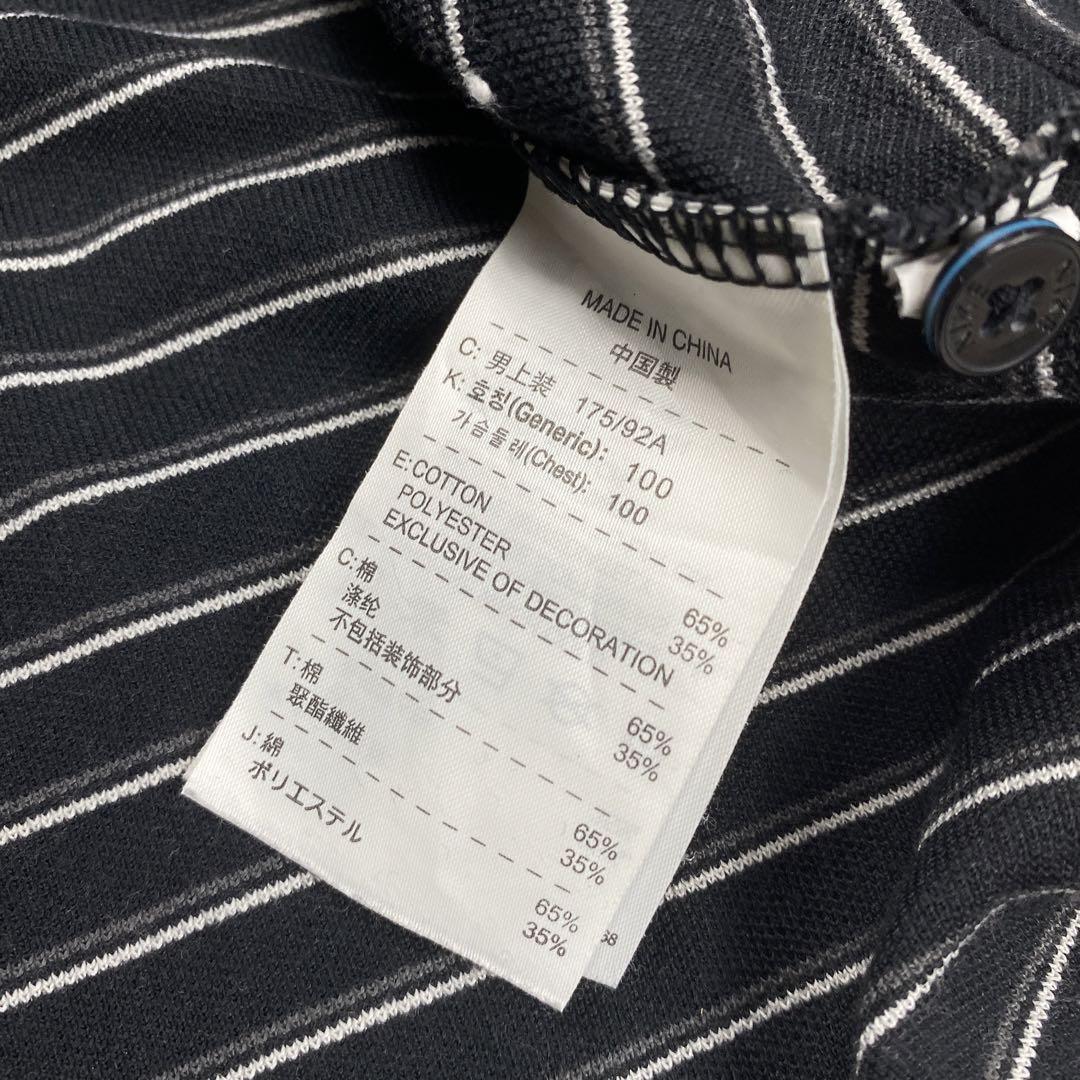 MADE IN CHINA
中国製
C: 男上装 175/92A
K: 호칭(Generic): 100
가슴둘레(Chest): 100
E: COTTON 65%
POLYESTER 35%
EXCLUSIVE OF DECORATION
C: 棉 65%
涤纶 35%
不包括装饰部分
T: 棉 65%
聚酯纖維 35%
J: 綿 65%
ポリエステル 35%
68